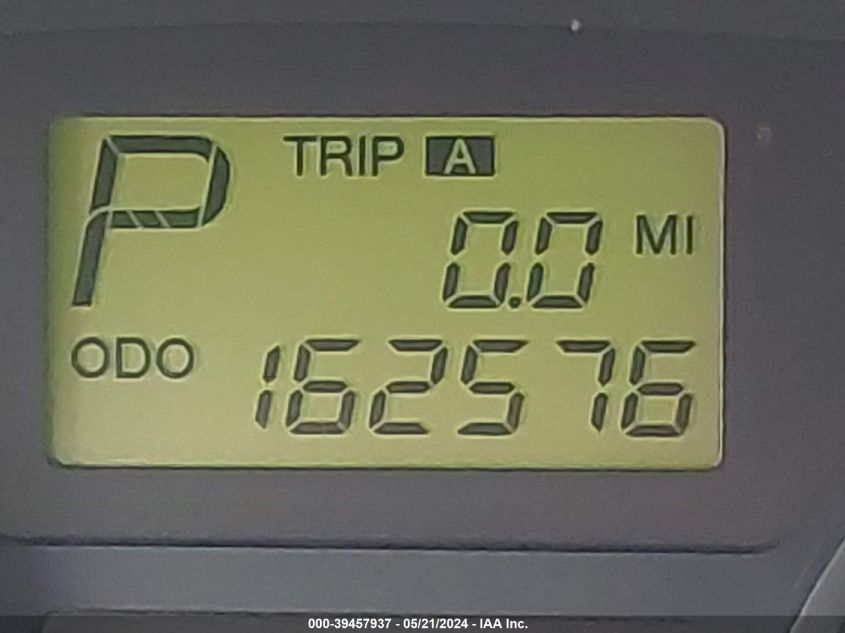 P TRIP A
0.0 MI
ODO 162576
000-39457937 - 05/21/2024 - IAA Inc.